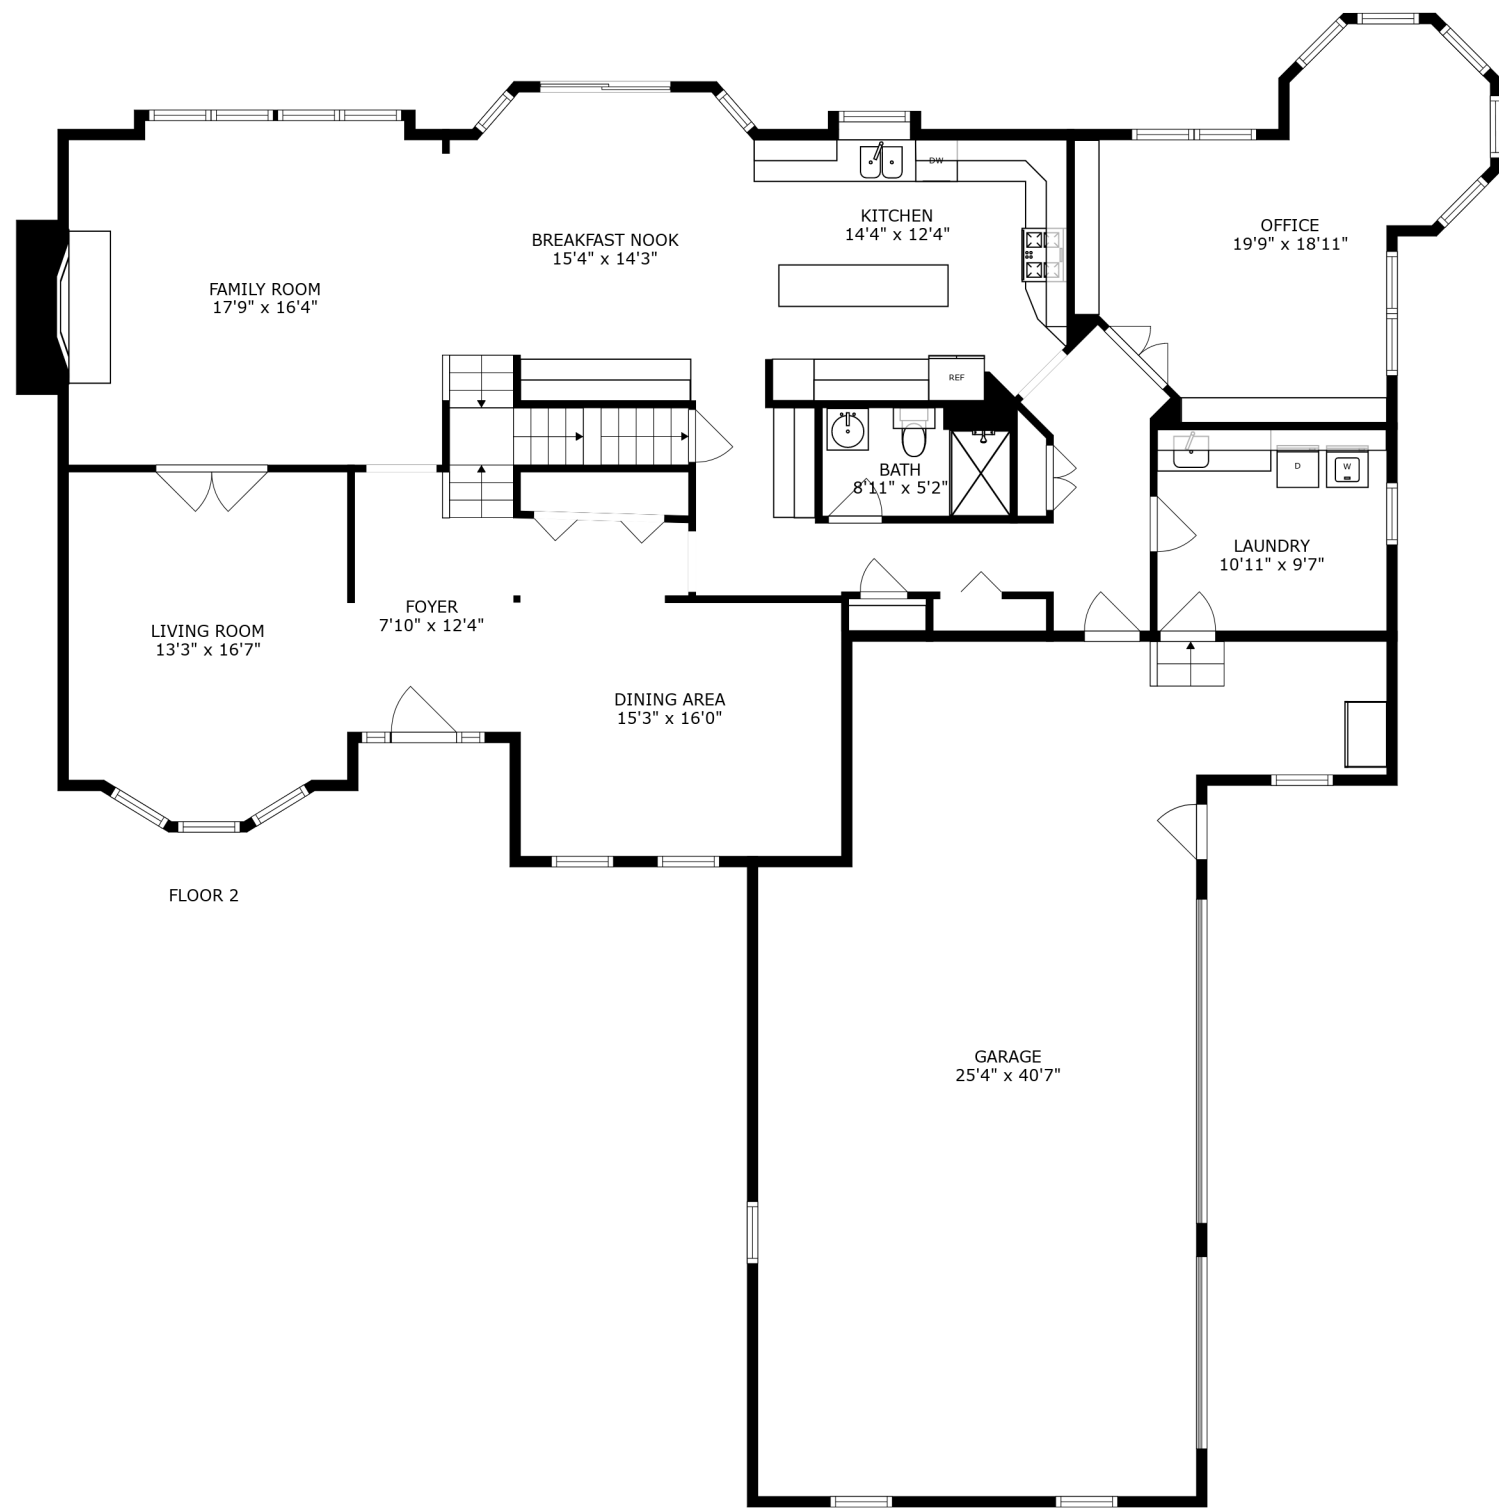 DW
KITCHEN
14'4" x 12'4"
OFFICE
19'9" x 18'11"
BREAKFAST NOOK
15'4" x 14'3"
FAMILY ROOM
17'9" x 16'4"
REF
BATH
8'11" x 5'2"
D
W
LAUNDRY
10'11" x 9'7"
FOYER
7'10" x 12'4"
LIVING ROOM
13'3" x 16'7"
DINING AREA
15'3" x 16'0"
FLOOR 2
GARAGE
25'4" x 40'7"